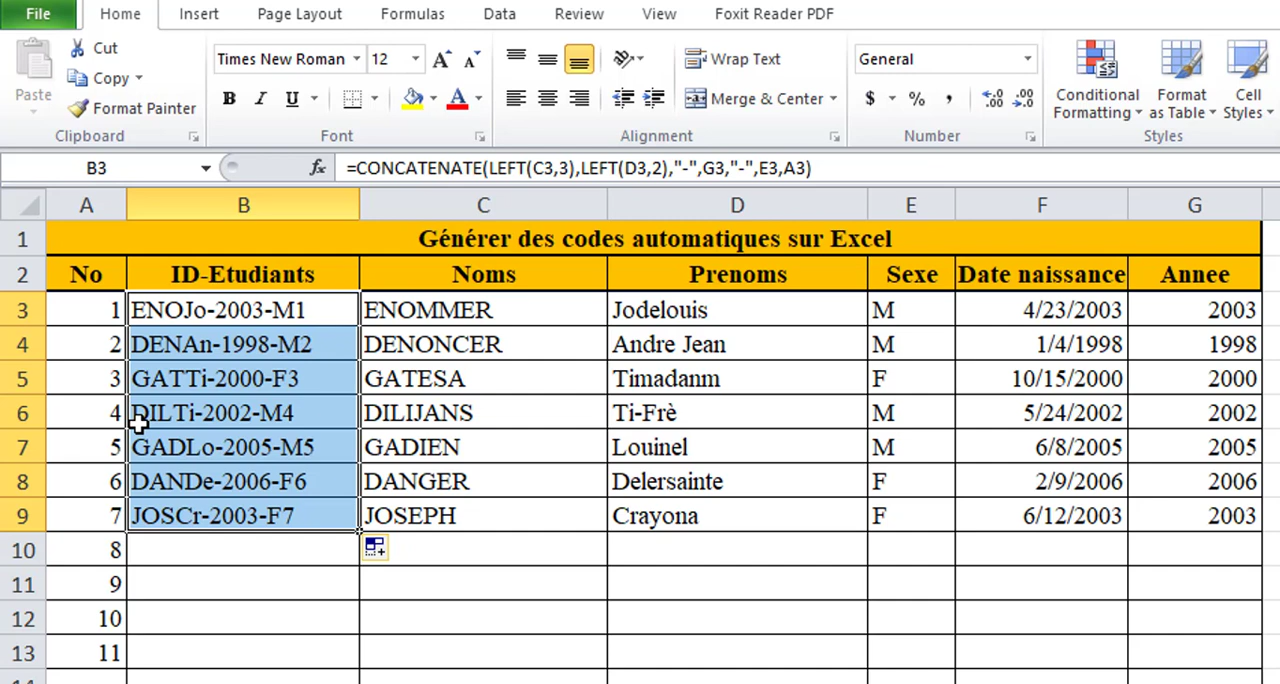 File Home Insert Page Layout Formulas Data Review View Foxit Reader PDF
Paste
Cut
Copy
Format Painter
Clipboard
Times New Roman 12 A A
B I U A
Font
Wrap Text
Merge & Center
Alignment
General
$ % , .0 .00 .00 .0
Number
Conditional Formatting
Format as Table
Cell Styles
Styles
B3 fx =CONCATENATE(LEFT(C3,3),LEFT(D3,2),"-",G3,"-",E3,A3)
A B C D E F G
1 Générer des codes automatiques sur Excel
2 No ID-Etudiants Noms Prenoms Sexe Date naissance Annee
3 1 ENOJo-2003-M1 ENOMMER Jodelouis M 4/23/2003 2003
4 2 DENAn-1998-M2 DENONCER Andre Jean M 1/4/1998 1998
5 3 GATTi-2000-F3 GATESA Timadanm F 10/15/2000 2000
6 4 DILTi-2002-M4 DILIJANS Ti-Frè M 5/24/2002 2002
7 5 GADLo-2005-M5 GADIEN Louinel M 6/8/2005 2005
8 6 DANDe-2006-F6 DANGER Delersainte F 2/9/2006 2006
9 7 JOSCr-2003-F7 JOSEPH Crayona F 6/12/2003 2003
10 8
11 9
12 10
13 11